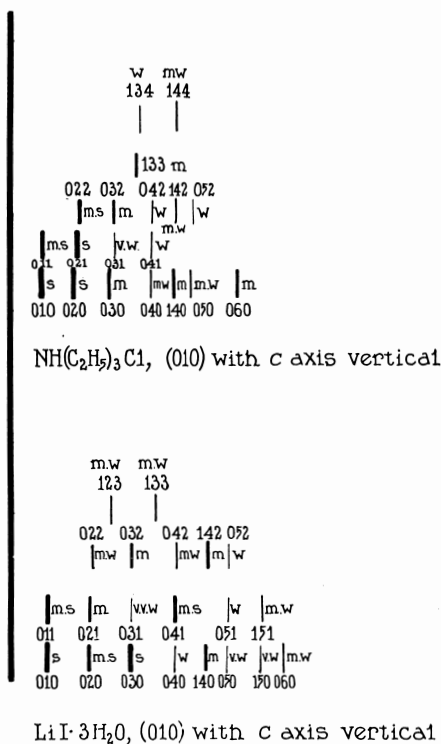 w mw
134 144
133 m
022 032 042 142 052
m.s m w w
m.w
m.s s v.w. w
011 021 031 041
s s m mw m m.w m
010 020 030 040 140 050 060
NH(C₂H₅)₃Cl, (010) with c axis vertical
m.w m.w
123 133
022 032 042 142 052
m.w m mw m w
m.s m v.v.w m.s w m.w
011 021 031 041 051 151
s m.s s w m v.w v.w m.w
010 020 030 040 140 050 150 060
LiI·3H₂O, (010) with c axis vertical